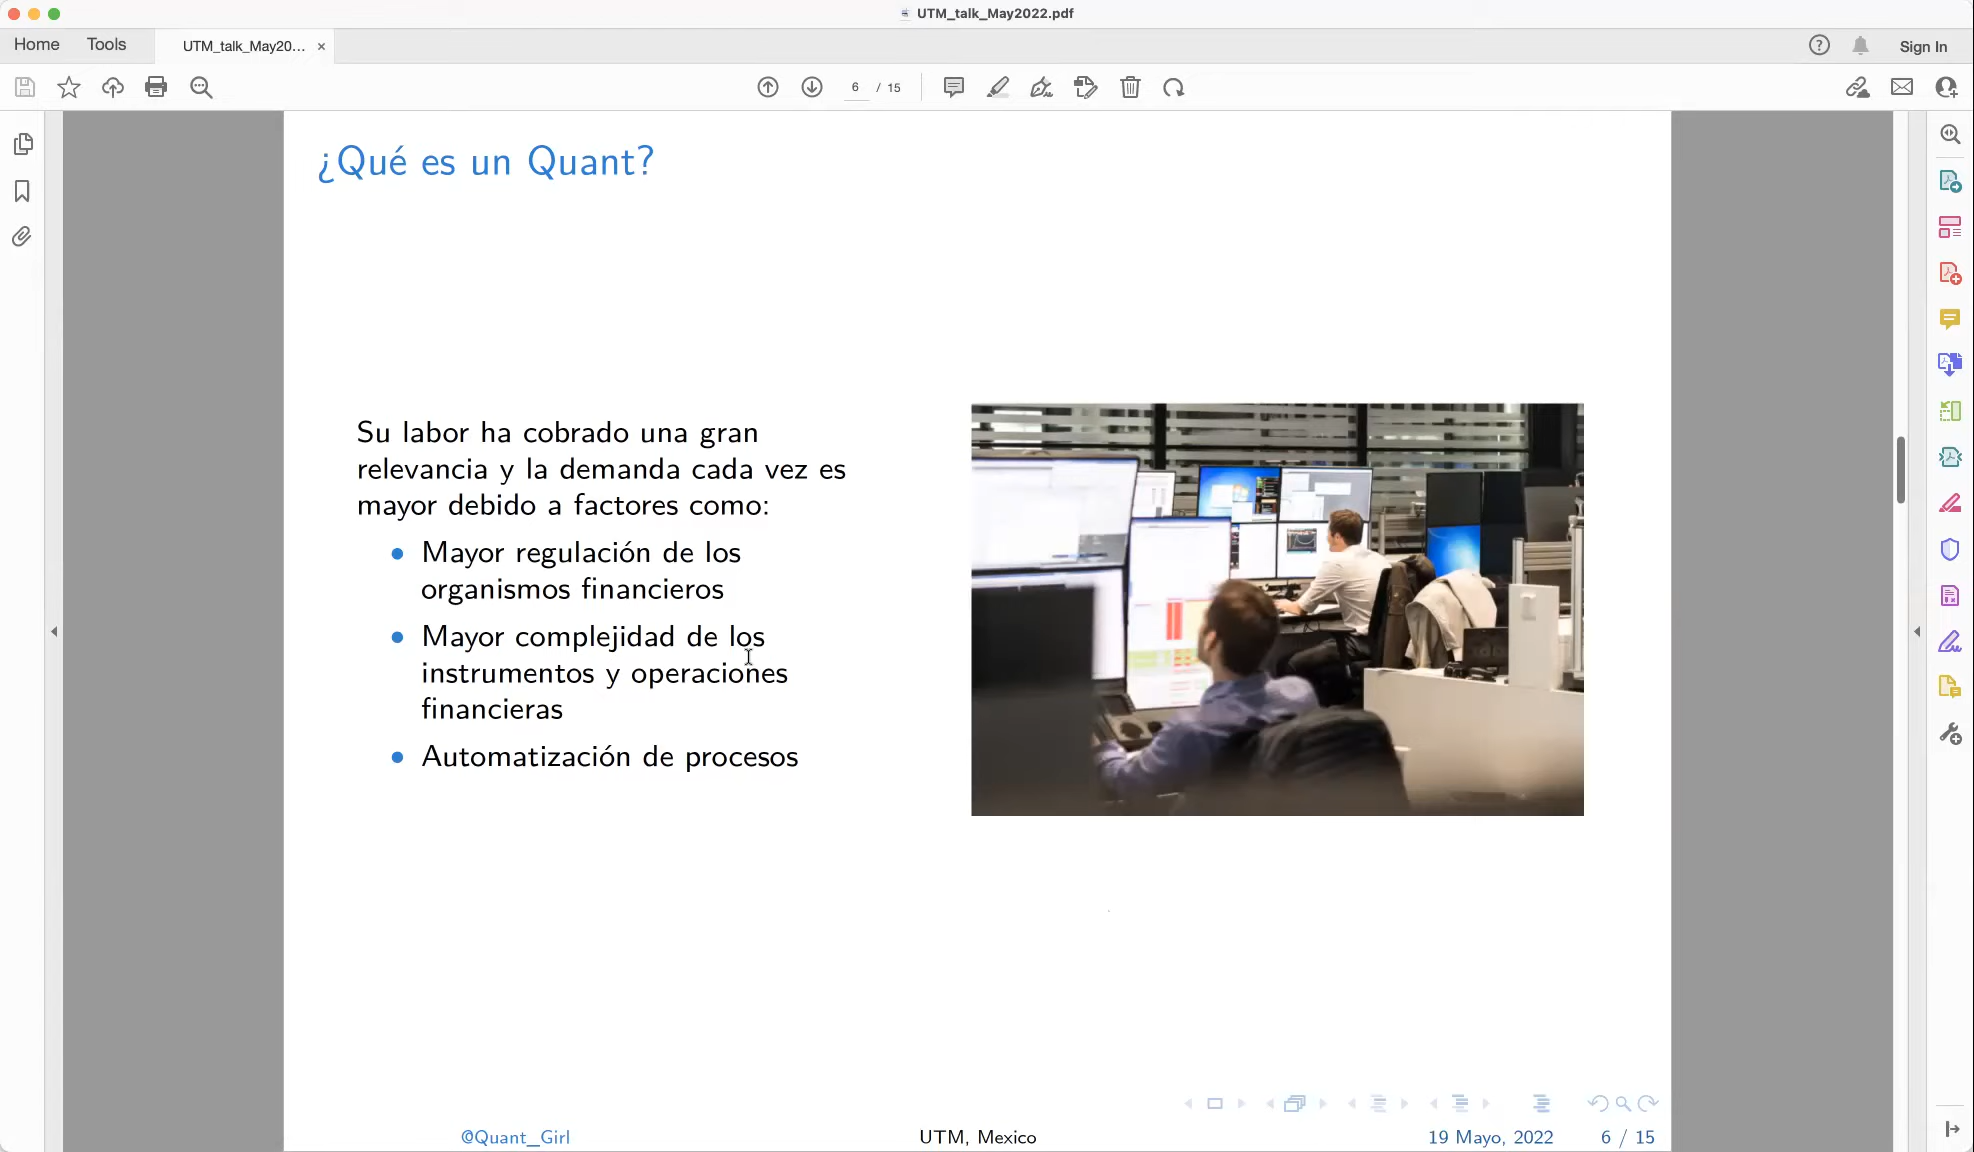 UTM_talk_May2022.pdf
Home Tools UTM_talk_May20... × Sign In
6 / 15
¿Qué es un Quant?
Su labor ha cobrado una gran
relevancia y la demanda cada vez es
mayor debido a factores como:
• Mayor regulación de los
organismos financieros
• Mayor complejidad de los
instrumentos y operaciones
financieras
• Automatización de procesos
@Quant_Girl UTM, Mexico 19 Mayo, 2022 6 / 15